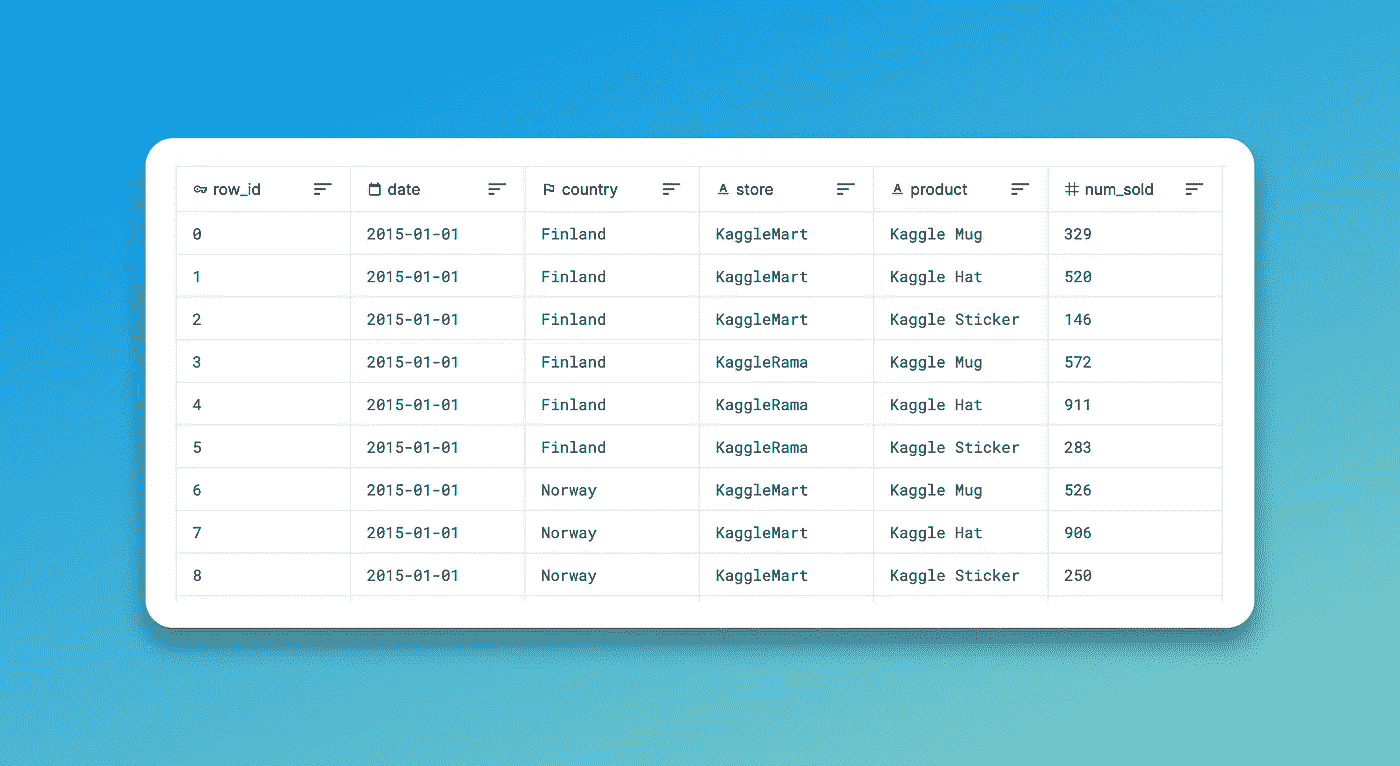 row_id date country store product num_sold
0 2015-01-01 Finland KaggleMart Kaggle Mug 329
1 2015-01-01 Finland KaggleMart Kaggle Hat 520
2 2015-01-01 Finland KaggleMart Kaggle Sticker 146
3 2015-01-01 Finland KaggleRama Kaggle Mug 572
4 2015-01-01 Finland KaggleRama Kaggle Hat 911
5 2015-01-01 Finland KaggleRama Kaggle Sticker 283
6 2015-01-01 Norway KaggleMart Kaggle Mug 526
7 2015-01-01 Norway KaggleMart Kaggle Hat 906
8 2015-01-01 Norway KaggleMart Kaggle Sticker 250